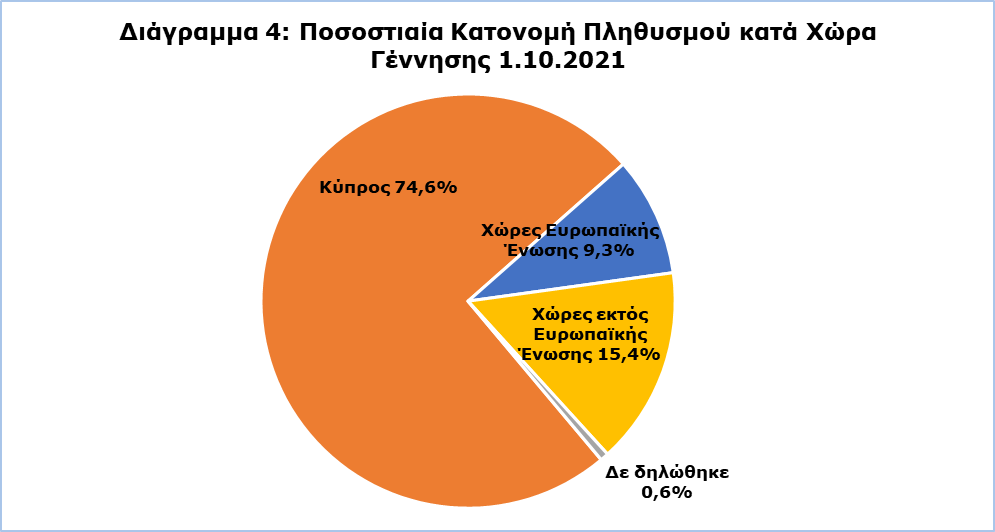 Διάγραμμα 4: Ποσοστιαία Κατονομή Πληθυσμού κατά Χώρα
Γέννησης 1.10.2021
Κύπρος 74,6%
Χώρες Ευρωπαϊκής
Ένωσης 9,3%
Χώρες εκτός
Ευρωπαϊκής
Ένωσης 15,4%
Δε δηλώθηκε
0,6%